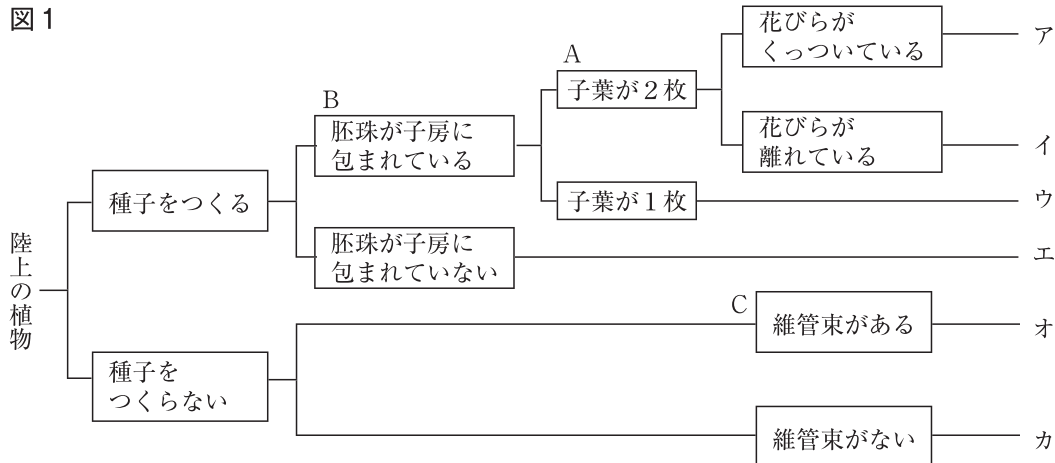 図1
陸上の植物
種子をつくる
種子を
つくらない
B
胚珠が子房に
包まれている
胚珠が子房に
包まれていない
A
子葉が2枚
子葉が1枚
花びらが
くっついている
花びらが
離れている
C
維管束がある
維管束がない
ア
イ
ウ
エ
オ
カ